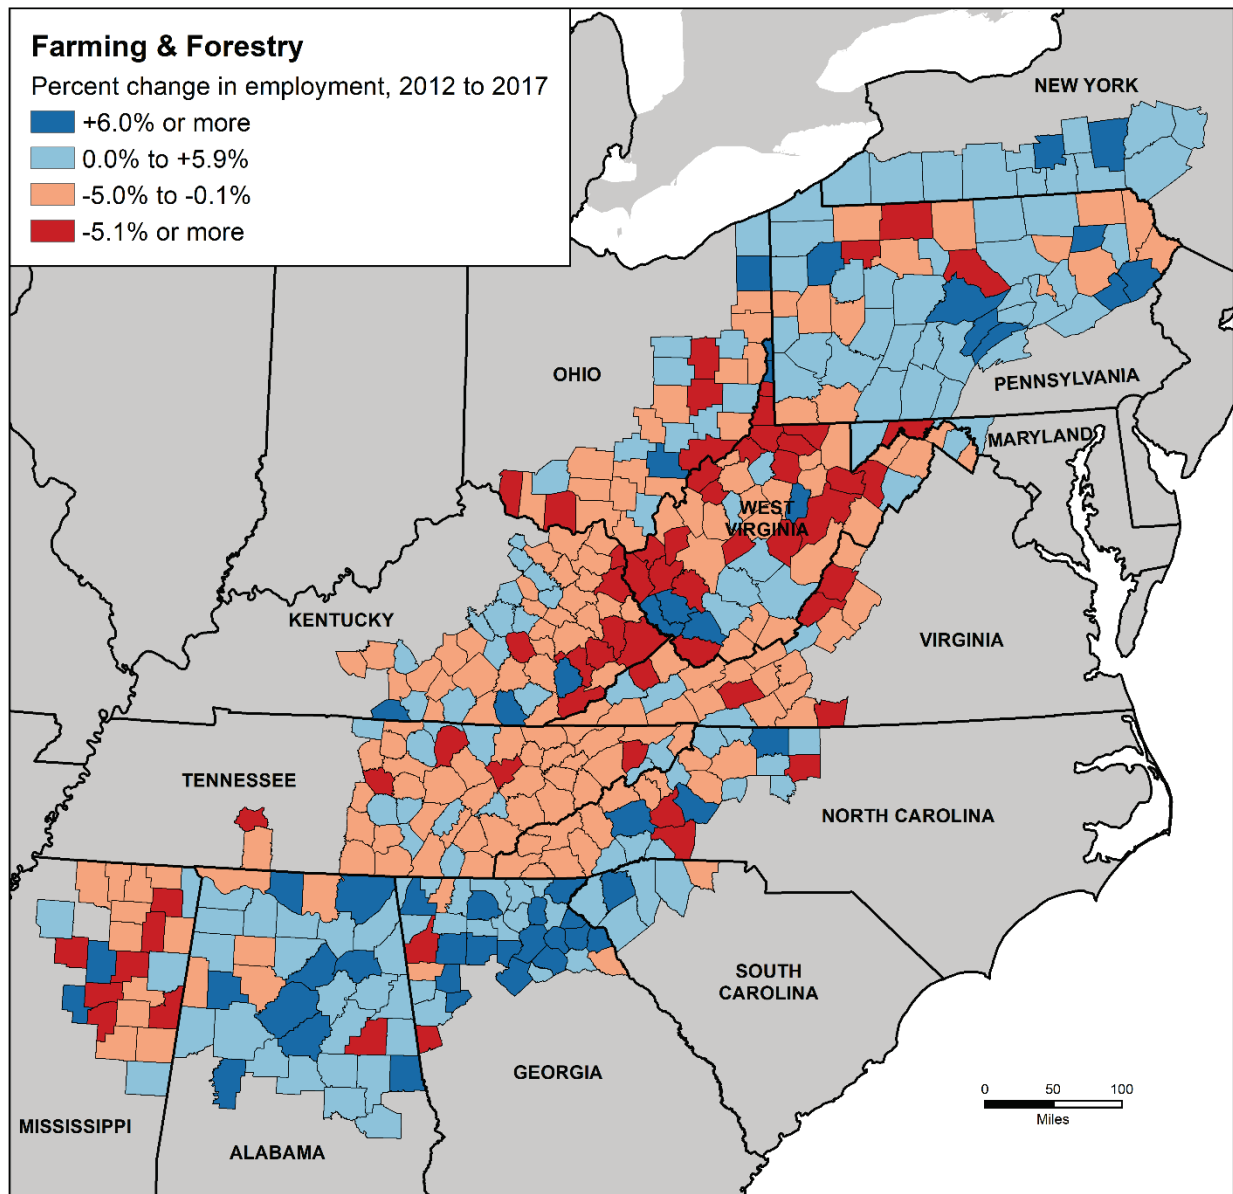 Farming & Forestry
Percent change in employment, 2012 to 2017
+6.0% or more
0.0% to +5.9%
-5.0% to -0.1%
-5.1% or more
NEW YORK
OHIO
PENNSYLVANIA
MARYLAND
WEST
VIRGINIA
KENTUCKY
VIRGINIA
TENNESSEE
NORTH CAROLINA
SOUTH
CAROLINA
GEORGIA
MISSISSIPPI
ALABAMA
0 50 100
Miles